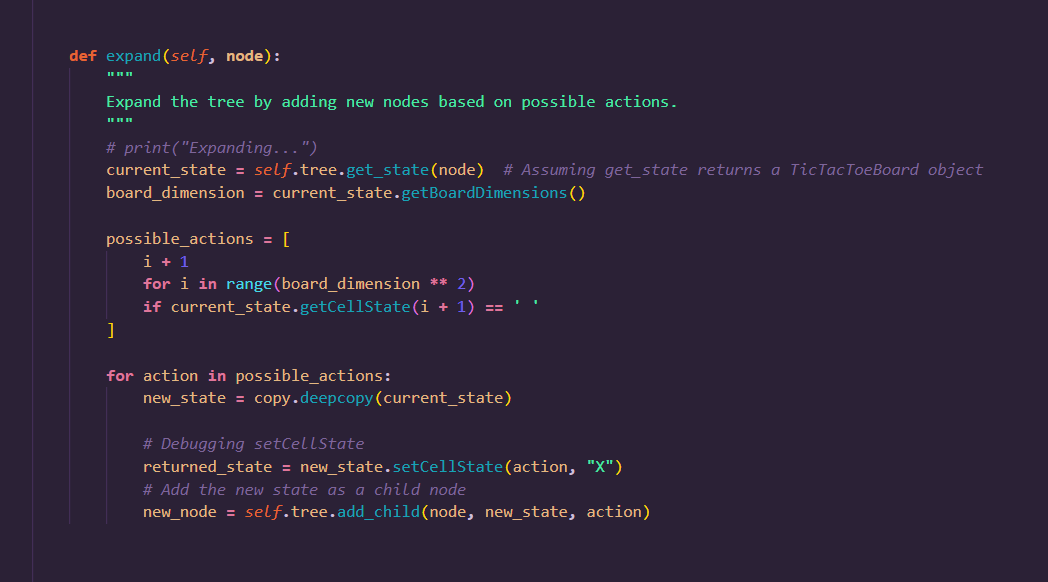 def expand(self, node):
    """
    Expand the tree by adding new nodes based on possible actions.
    """
    # print("Expanding...")
    current_state = self.tree.get_state(node)  # Assuming get_state returns a TicTacToeBoard object
    board_dimension = current_state.getBoardDimensions()

    possible_actions = [
        i + 1
        for i in range(board_dimension ** 2)
        if current_state.getCellState(i + 1) == ' '
    ]

    for action in possible_actions:
        new_state = copy.deepcopy(current_state)

        # Debugging setCellState
        returned_state = new_state.setCellState(action, "X")
        # Add the new state as a child node
        new_node = self.tree.add_child(node, new_state, action)